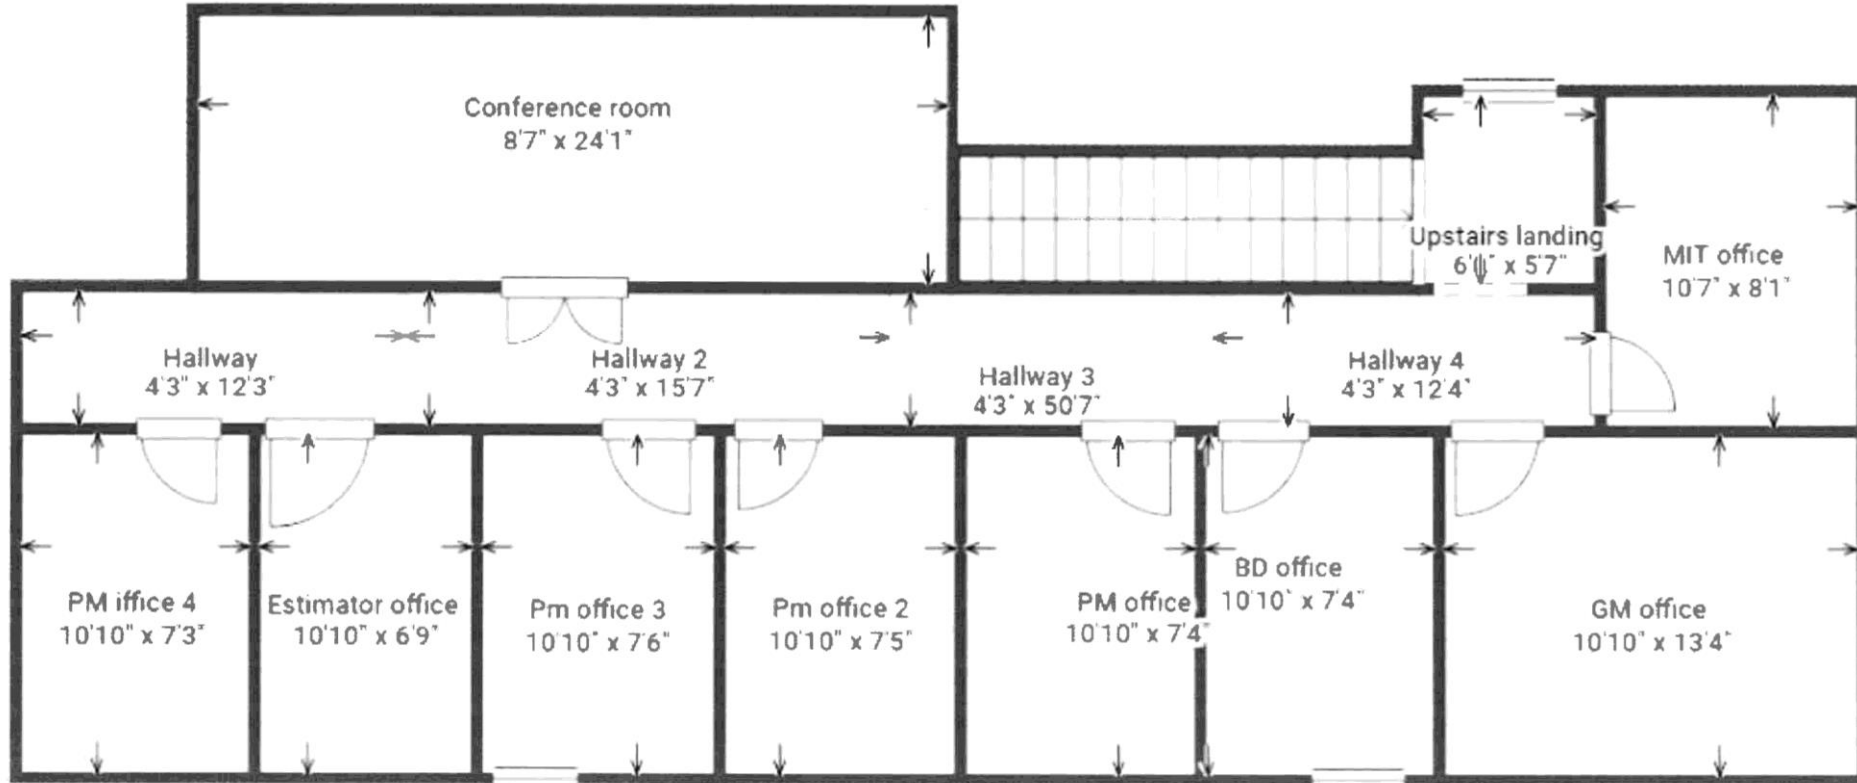 Conference room
8'7" x 24'1"
Upstairs landing
x 5'7"
MIT office
10'7" x 8'1"
Hallway
4'3" x 12'3"
Hallway 2
4'3" x 15'7"
Hallway 3
4'3" x 50'7"
Hallway 4
4'3" x 12'4"
PM iffice 4
10'10" x 7'3"
Estimator office
10'10" x 6'9"
Pm office 3
10'10" x 7'6"
Pm office 2
10'10" x 7'5"
PM office
10'10" x 7'4"
BD office
10'10" x 7'4"
GM office
10'10" x 13'4"